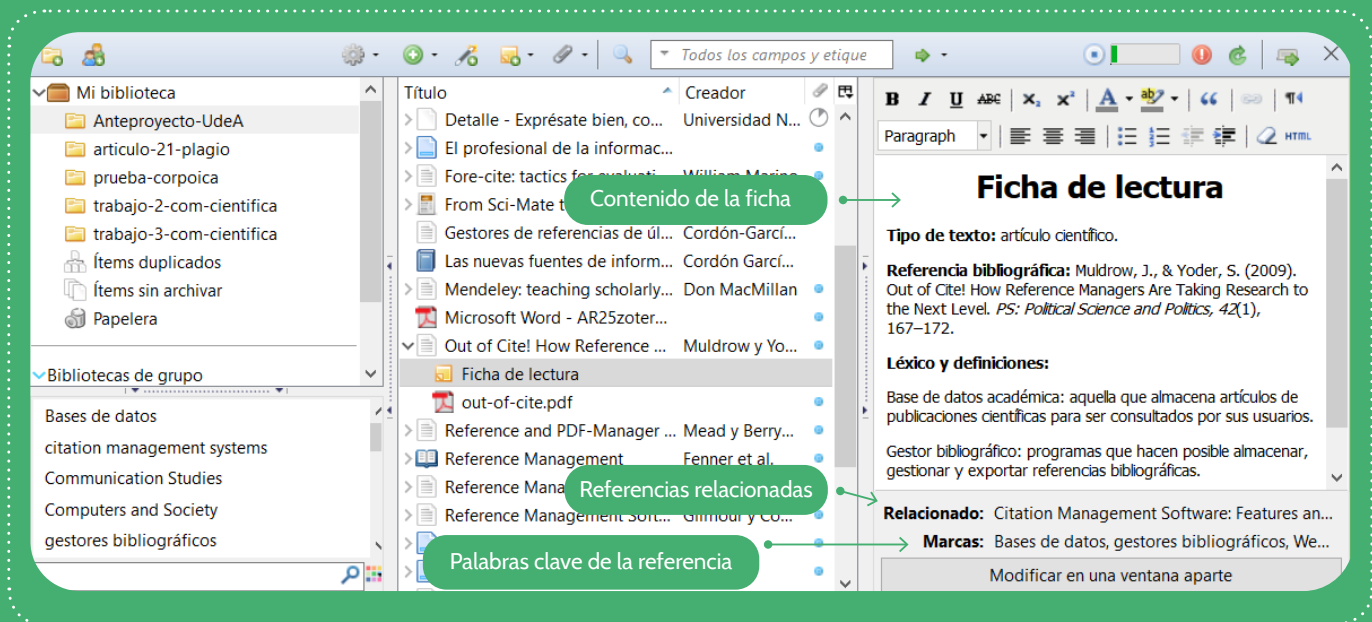 Todos los campos y etique
Mi biblioteca
Anteproyecto-UdeA
articulo-21-plagio
prueba-corpoica
trabajo-2-com-cientifica
trabajo-3-com-cientifica
Ítems duplicados
Ítems sin archivar
Papelera
Bibliotecas de grupo
Bases de datos
citation management systems
Communication Studies
Computers and Society
gestores bibliográficos
Título Creador
Detalle - Exprésate bien, co... Universidad N...
El profesional de la informac...
Fore-cite: tactics for
From Sci-Mate t
Gestores de referencias de úl... Cordón-Garcí...
Las nuevas fuentes de inform... Cordón Garcí...
Mendeley: teaching scholarly... Don MacMillan
Microsoft Word - AR25zoter...
Out of Cite! How Reference ... Muldrow y Yo...
Ficha de lectura
out-of-cite.pdf
Reference and PDF-Manager ... Mead y Berry...
Reference Management Fenner et al.
Reference Mana
Reference Management Soft... Gilmour y Co...
Contenido de la ficha
Referencias relacionadas
Palabras clave de la referencia
B I U ABC X₂ X² A ab
Paragraph HTML
Ficha de lectura
Tipo de texto: artículo científico.
Referencia bibliográfica: Muldrow, J., & Yoder, S. (2009).
Out of Cite! How Reference Managers Are Taking Research to
the Next Level. PS: Political Science and Politics, 42(1),
167–172.
Léxico y definiciones:
Base de datos académica: aquella que almacena artículos de
publicaciones científicas para ser consultados por sus usuarios.
Gestor bibliográfico: programas que hacen posible almacenar,
gestionar y exportar referencias bibliográficas.
Relacionado: Citation Management Software: Features an...
Marcas: Bases de datos, gestores bibliográficos, We...
Modificar en una ventana aparte